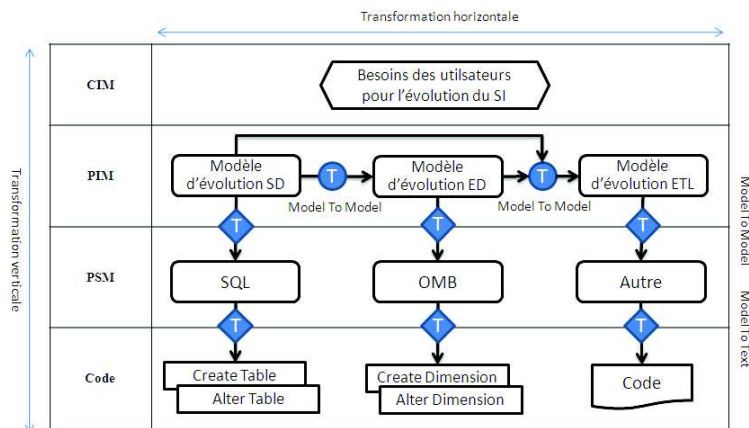 Transformation horizontale
Transformation verticale
CIM
Besoins des utilsateurs
pour l'évolution du SI
PIM
Modèle
d'évolution SD
T
Model To Model
Modèle
d'évolution ED
T
Model To Model
Modèle
d'évolution ETL
Model To Model
T
T
T
PSM
SQL
OMB
Autre
T
T
T
Model To Text
Code
Create Table
Alter Table
Create Dimension
Alter Dimension
Code